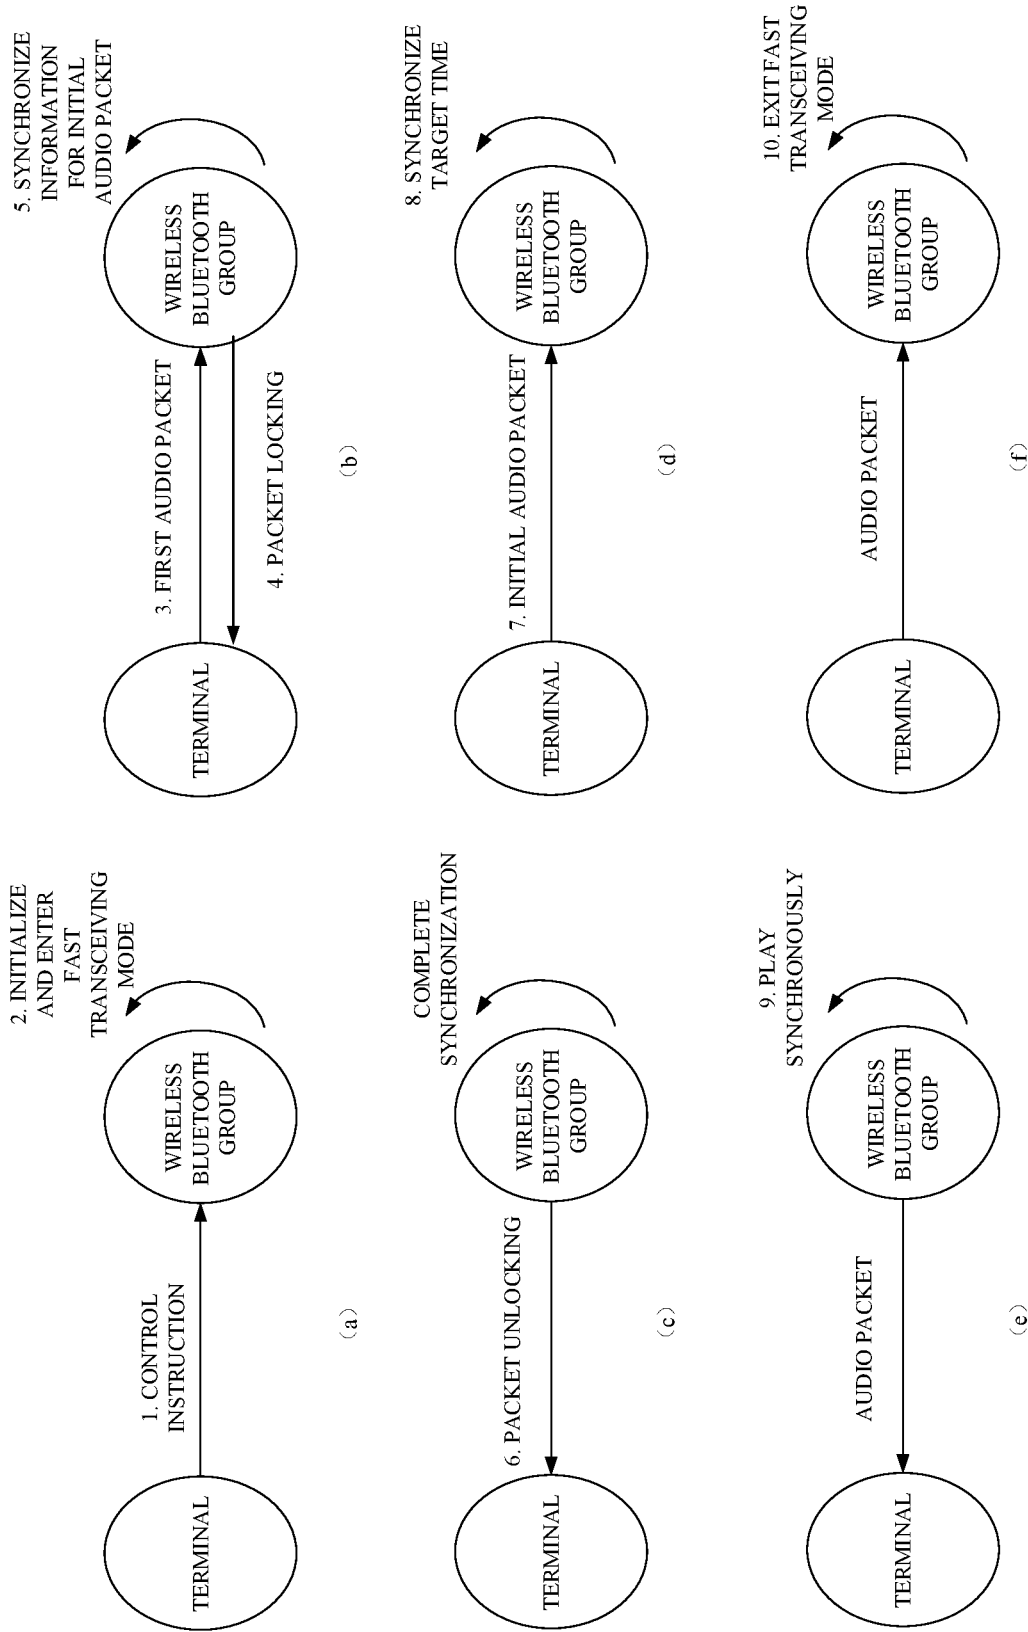 2. INITIALIZE
AND ENTER
FAST
TRANSCEIVING
MODE
1. CONTROL
INSTRUCTION
TERMINAL
WIRELESS
BLUETOOTH
GROUP
(a)
5. SYNCHRONIZE
INFORMATION
FOR INITIAL
AUDIO PACKET
3. FIRST AUDIO PACKET
4. PACKET LOCKING
TERMINAL
WIRELESS
BLUETOOTH
GROUP
(b)
COMPLETE
SYNCHRONIZATION
6. PACKET UNLOCKING
TERMINAL
WIRELESS
BLUETOOTH
GROUP
(c)
8. SYNCHRONIZE
TARGET TIME
7. INITIAL AUDIO PACKET
TERMINAL
WIRELESS
BLUETOOTH
GROUP
(d)
9. PLAY
SYNCHRONOUSLY
AUDIO PACKET
TERMINAL
WIRELESS
BLUETOOTH
GROUP
(e)
10. EXIT FAST
TRANSCEIVING
MODE
AUDIO PACKET
TERMINAL
WIRELESS
BLUETOOTH
GROUP
(f)